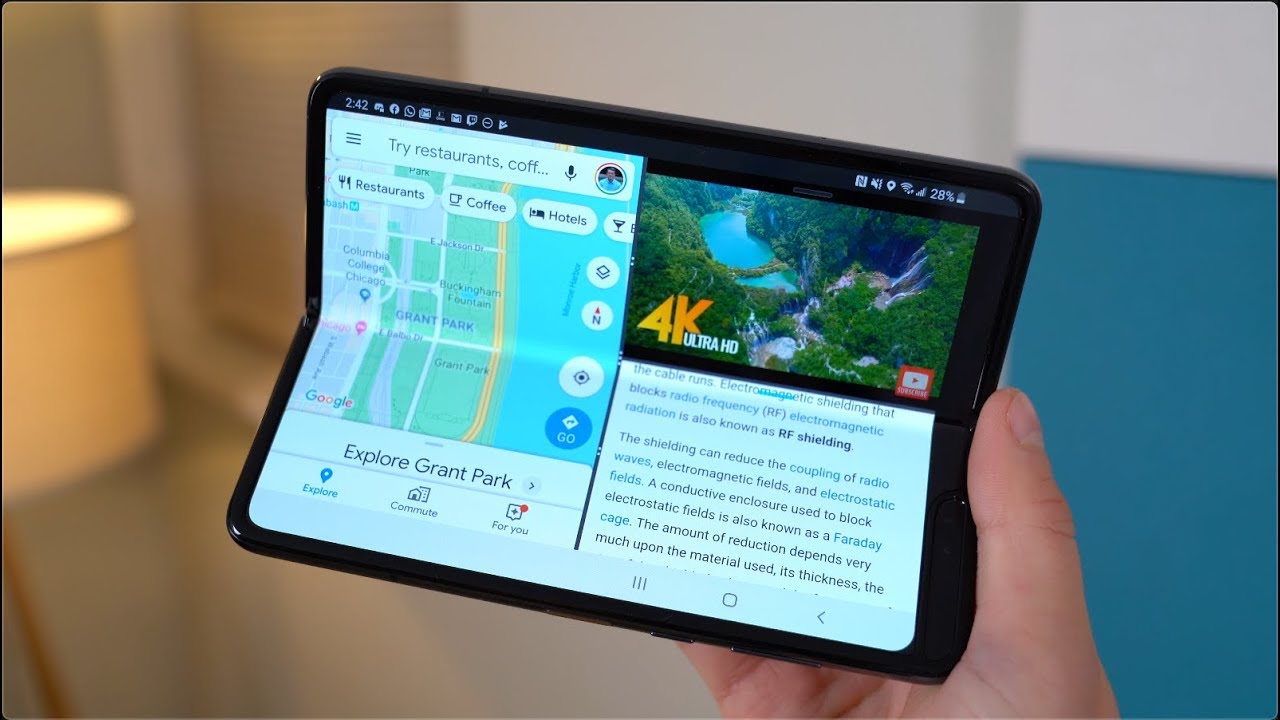 2:42
28%
Try restaurants, coff...
Restaurants
Coffee
Hotels
Park
E Jackson Dr
Columbia
College
Chicago
Buckingham
Fountain
Monroe Harbor
N
GRANT PARK
E Balbo Dr
Grant Park
Google
GO
Explore Grant Park
Explore
Commute
For you
4K
ULTRA HD
SUBSCRIBE
the cable runs. Electromagnetic shielding that
blocks radio frequency (RF) electromagnetic
radiation is also known as RF shielding.
The shielding can reduce the coupling of radio
waves, electromagnetic fields, and electrostatic
fields. A conductive enclosure used to block
electrostatic fields is also known as a Faraday
cage. The amount of reduction depends very
much upon the material used, its thickness, the